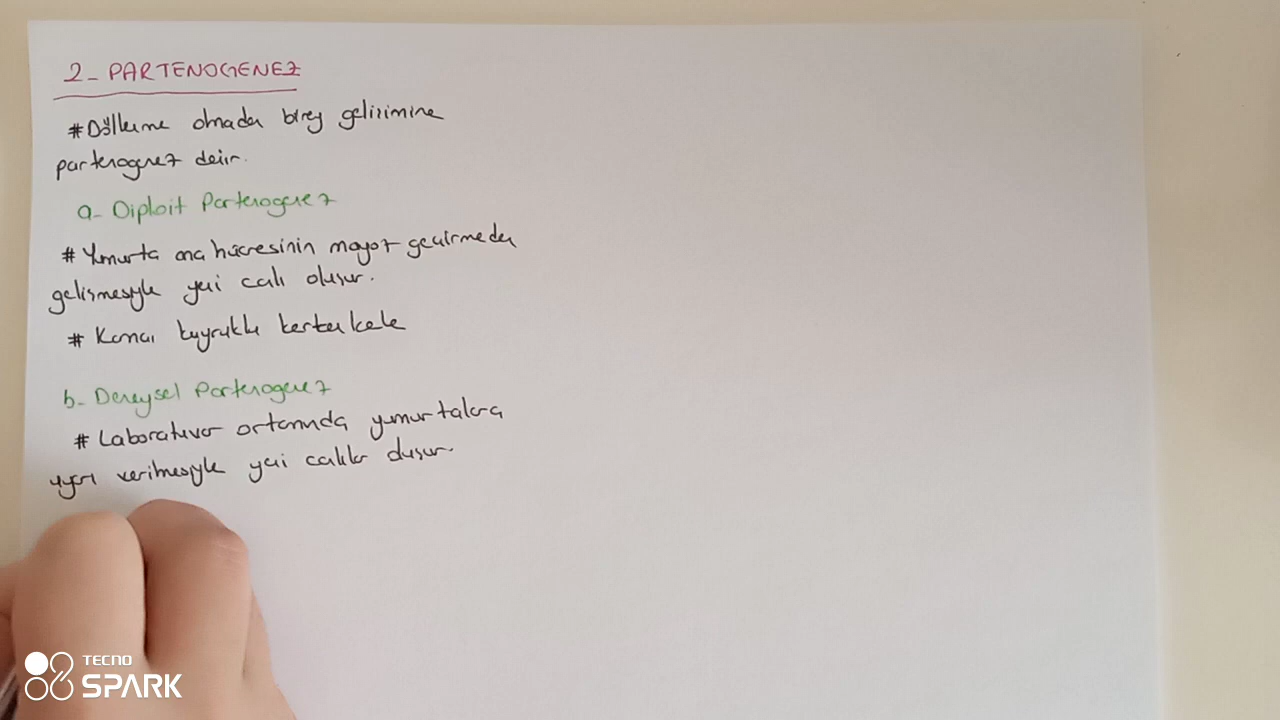 2- PARTENOGENEZ
# Dölleme olmadan birey gelişimine
partenogenez denir.
a- Diploit Partenogenez
# Yumurta ana hücresinin mayoz geçirmeden
gelişmesiyle yeni canlı oluşur.
# Kamçı kuyruklu kertenkele
b- Deneysel Partenogenez
# Laboratuvar ortamında yumurtalara
uyarı verilmesiyle yeni canlılar oluşur.
TECNO
SPARK